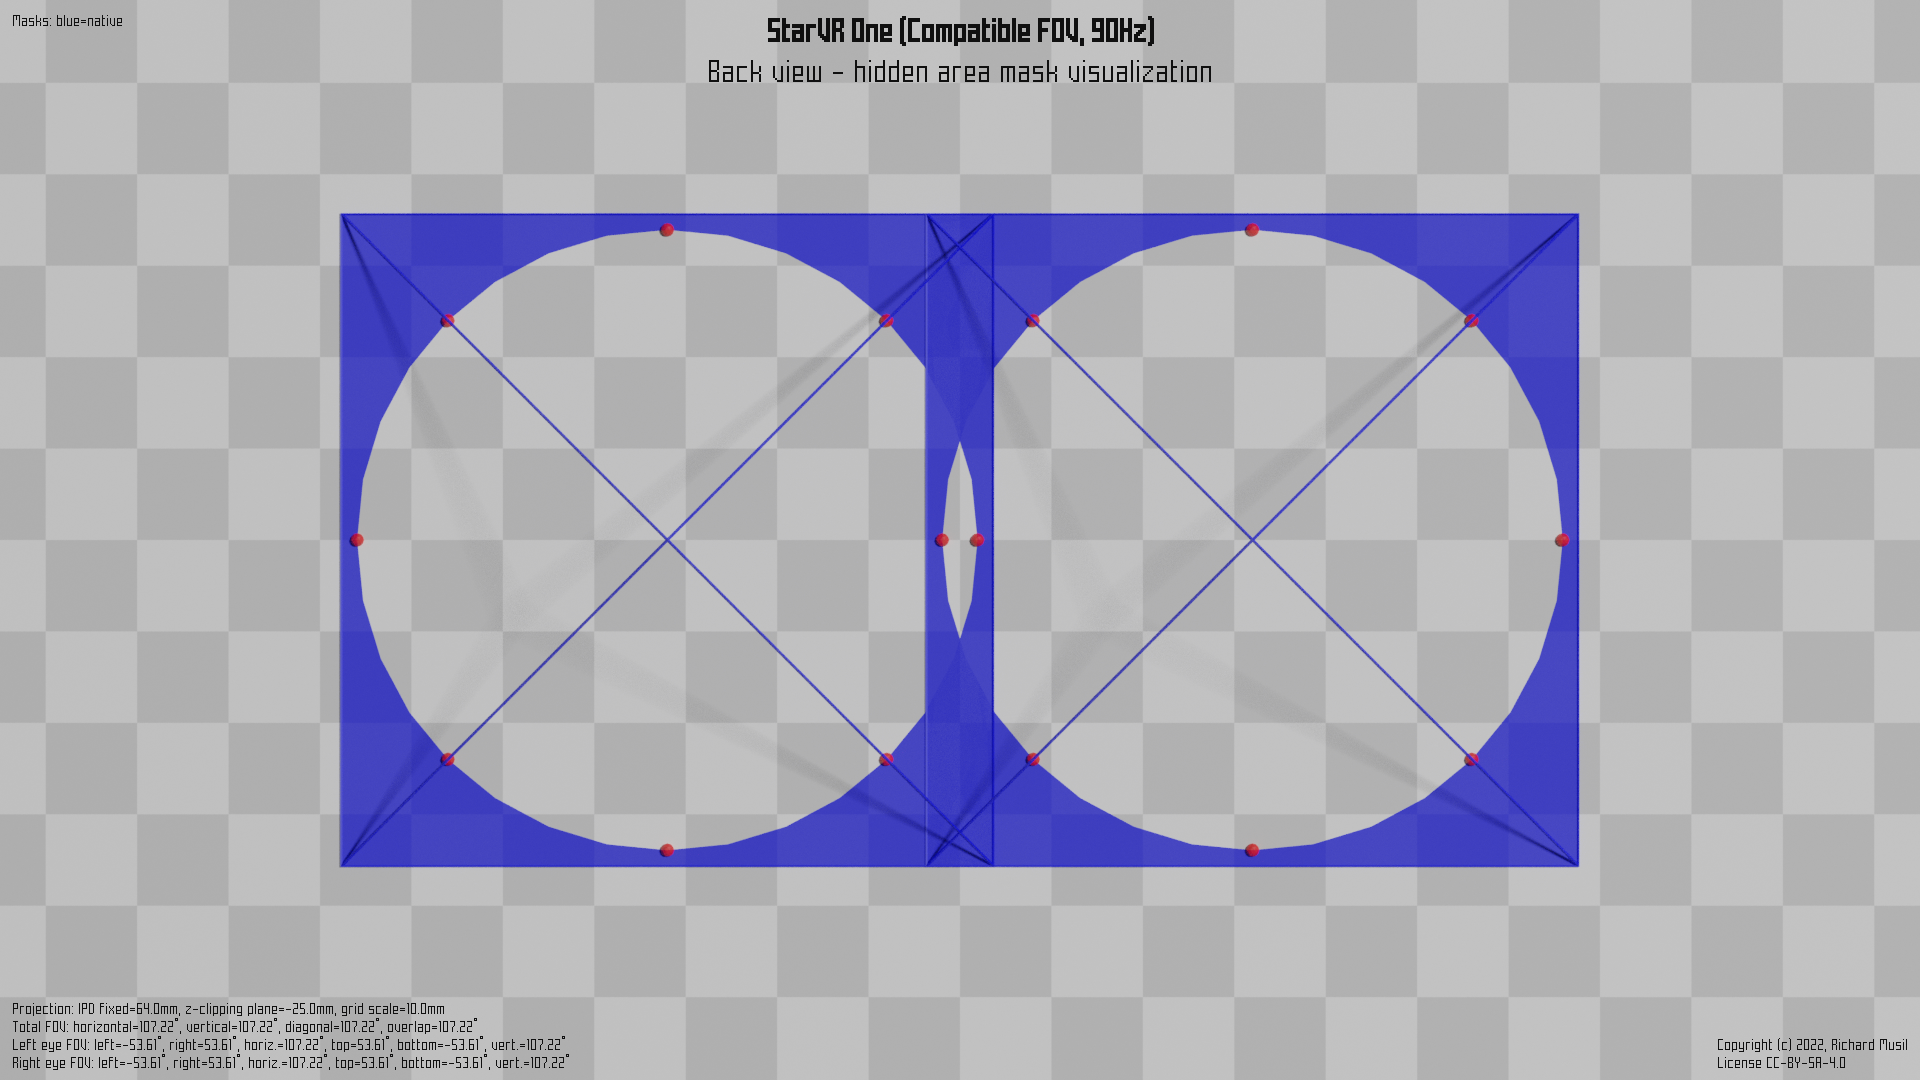 Masks: blue=native
StarVR One (Compatible FOV, 90Hz)
Back view - hidden area mask visualization
Projection: IPD fixed=64.0mm, z-clipping plane=-25.0mm, grid scale=10.0mm
Total FOV: horizontal=107.22°, vertical=107.22°, diagonal=107.22°, overlap=107.22°
Left eye FOV: left=-53.61°, right=53.61°, horiz.=107.22°, top=53.61°, bottom=-53.61°, vert.=107.22°
Right eye FOV: left=-53.61°, right=53.61°, horiz.=107.22°, top=53.61°, bottom=-53.61°, vert.=107.22°
Copyright (c) 2022, Richard Musil
License CC-BY-SA-4.0